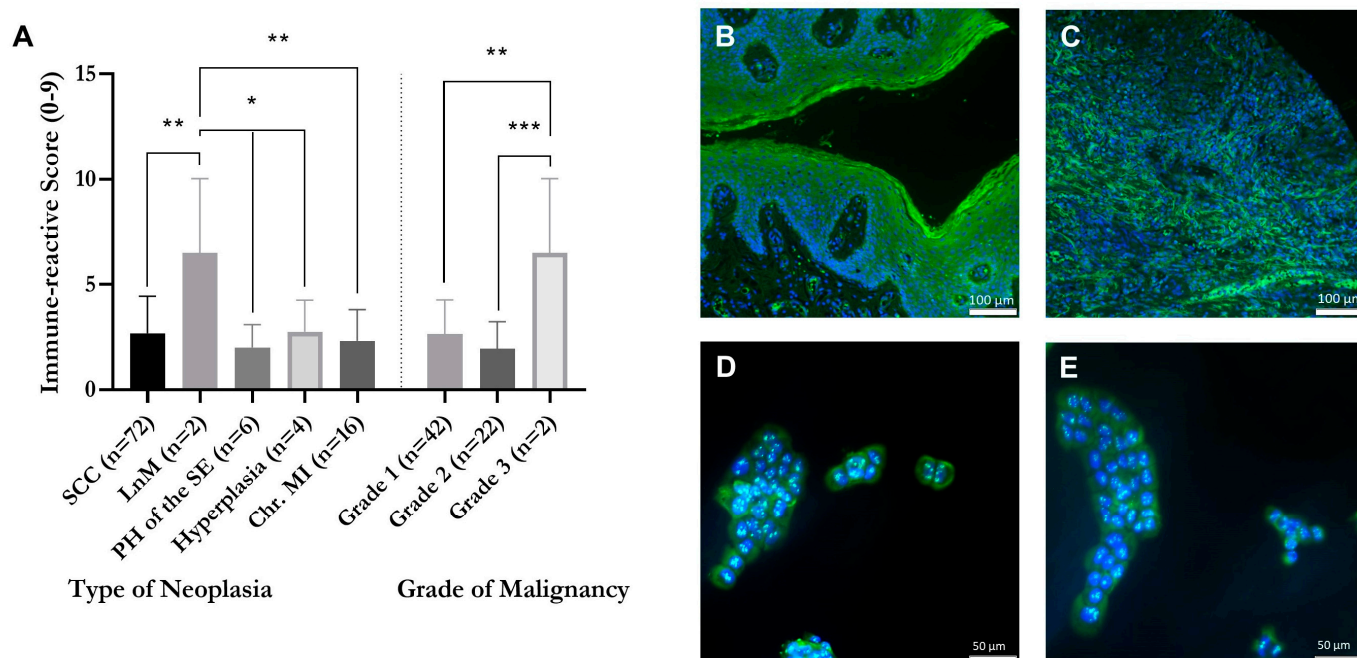 A
**
**
**
*
***
15
10
5
0
Immune-reactive Score (0-9)
SCC (n=72)
LnM (n=2)
PH of the SE (n=6)
Hyperplasia (n=4)
Chr. MI (n=16)
Grade 1 (n=42)
Grade 2 (n=22)
Grade 3 (n=2)
Type of Neoplasia
Grade of Malignancy
B
100 µm
C
100 µm
D
50 µm
E
50 µm